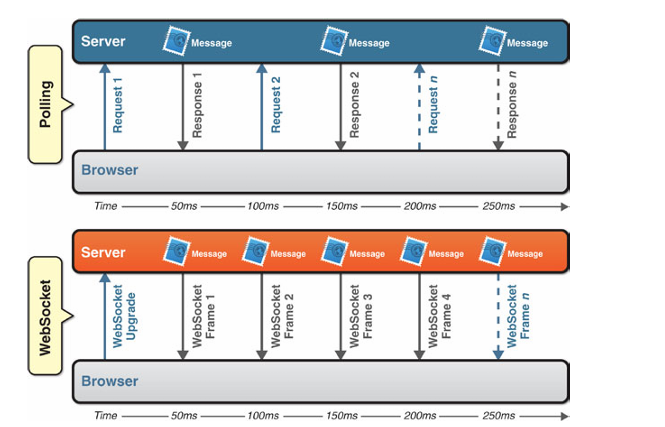 Polling
Server
Message
Message
Message
Request 1
Response 1
Request 2
Response 2
Request n
Response n
Browser
Time 50ms 100ms 150ms 200ms 250ms
WebSocket
Server
Message
Message
Message
Message
Message
WebSocket
Upgrade
WebSocket
Frame 1
WebSocket
Frame 2
WebSocket
Frame 3
WebSocket
Frame 4
WebSocket
Frame n
Browser
Time 50ms 100ms 150ms 200ms 250ms